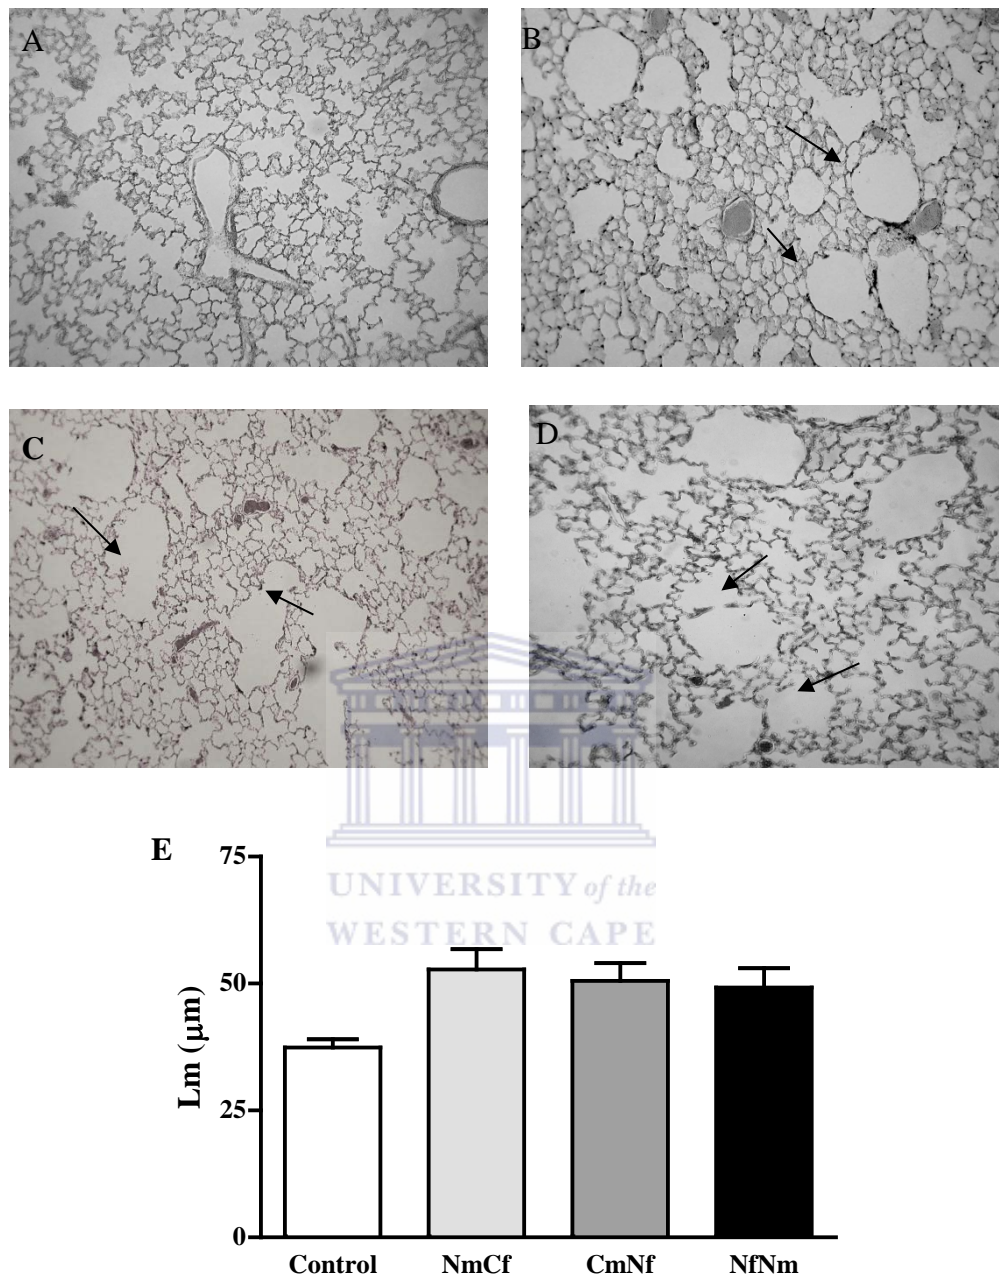 A
B
C
D
E
75
50
25
0
Lm (μm)
Control
NmCf
CmNf
NfNm
UNIVERSITY of the
WESTERN CAPE